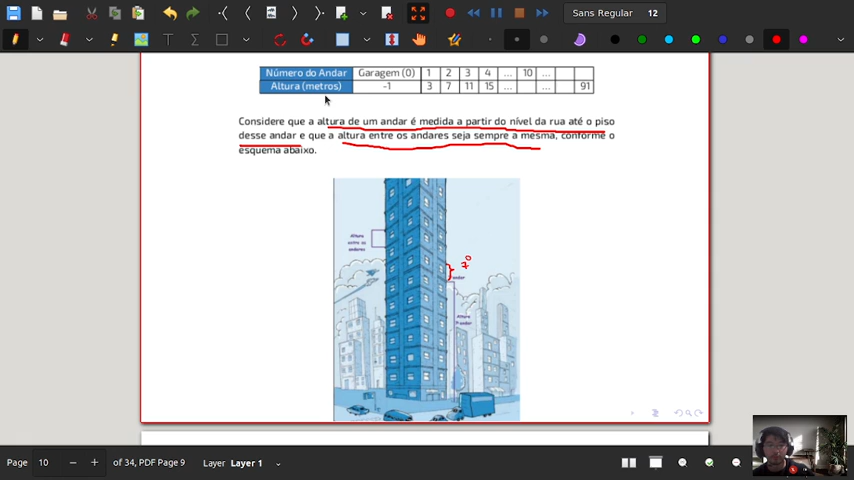 Sans Regular 12
Número do Andar Garagem (0) 1 2 3 4 ... 10 ...
Altura (metros) -1 3 7 11 15 ... ... 91
Considere que a altura de um andar é medida a partir do nível da rua até o piso
desse andar e que a altura entre os andares seja sempre a mesma, conforme o
esquema abaixo.
Altura
entre os
andares
7º
andar
Altura
andar
Page 10 of 34, PDF Page 9 Layer Layer 1